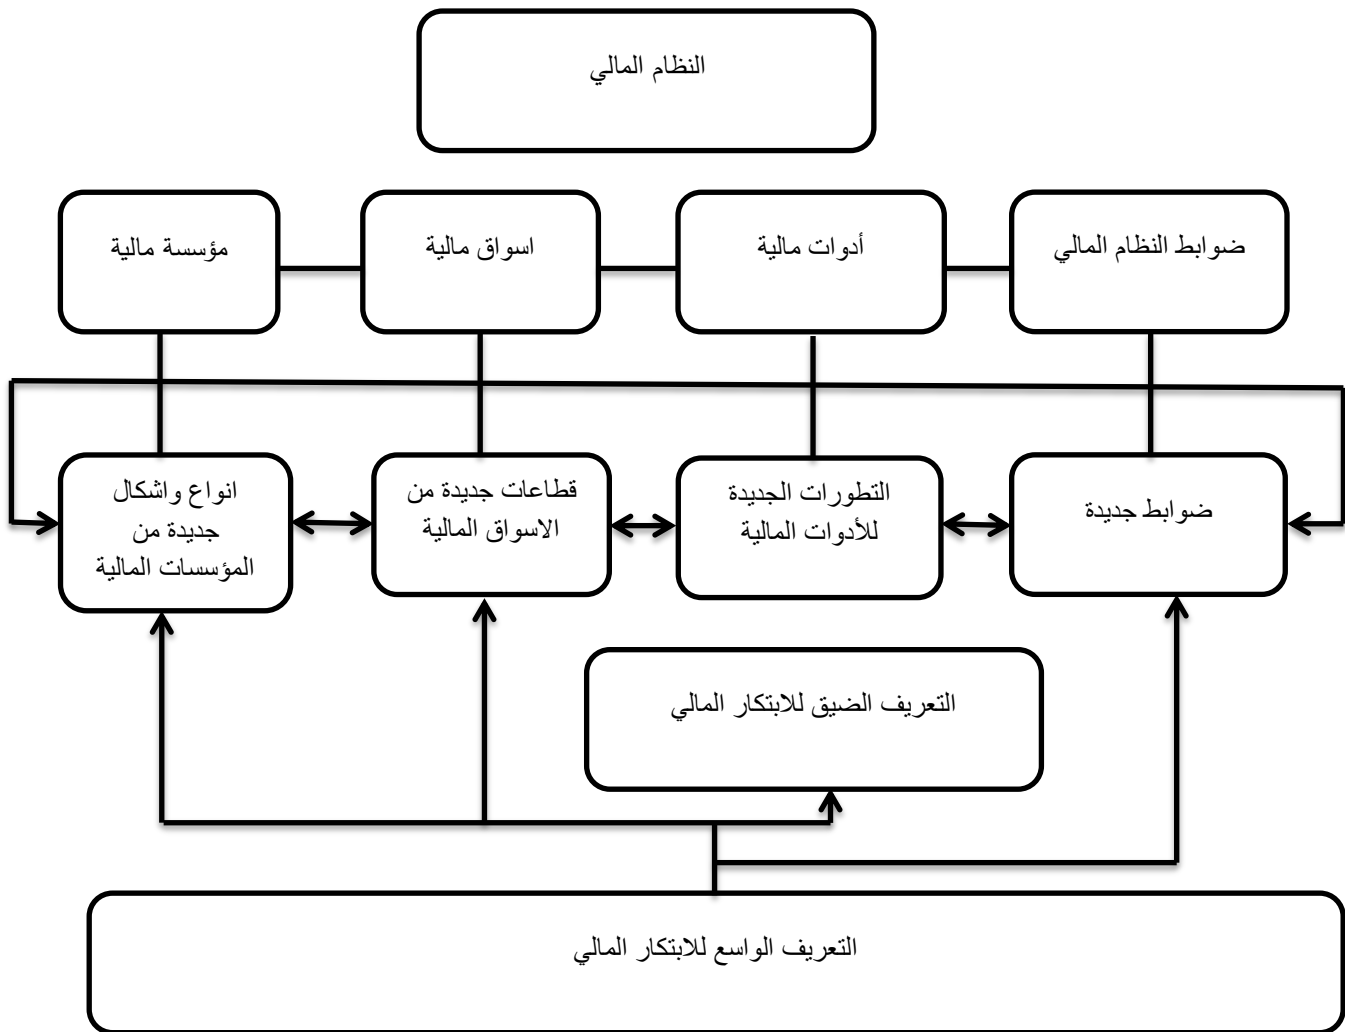 النظام المالي
ضوابط النظام المالي
أدوات مالية
اسواق مالية
مؤسسة مالية
ضوابط جديدة
التطورات الجديدة
للأدوات المالية
قطاعات جديدة من
الاسواق المالية
انواع واشكال
جديدة من
المؤسسات المالية
التعريف الضيق للابتكار المالي
التعريف الواسع للابتكار المالي